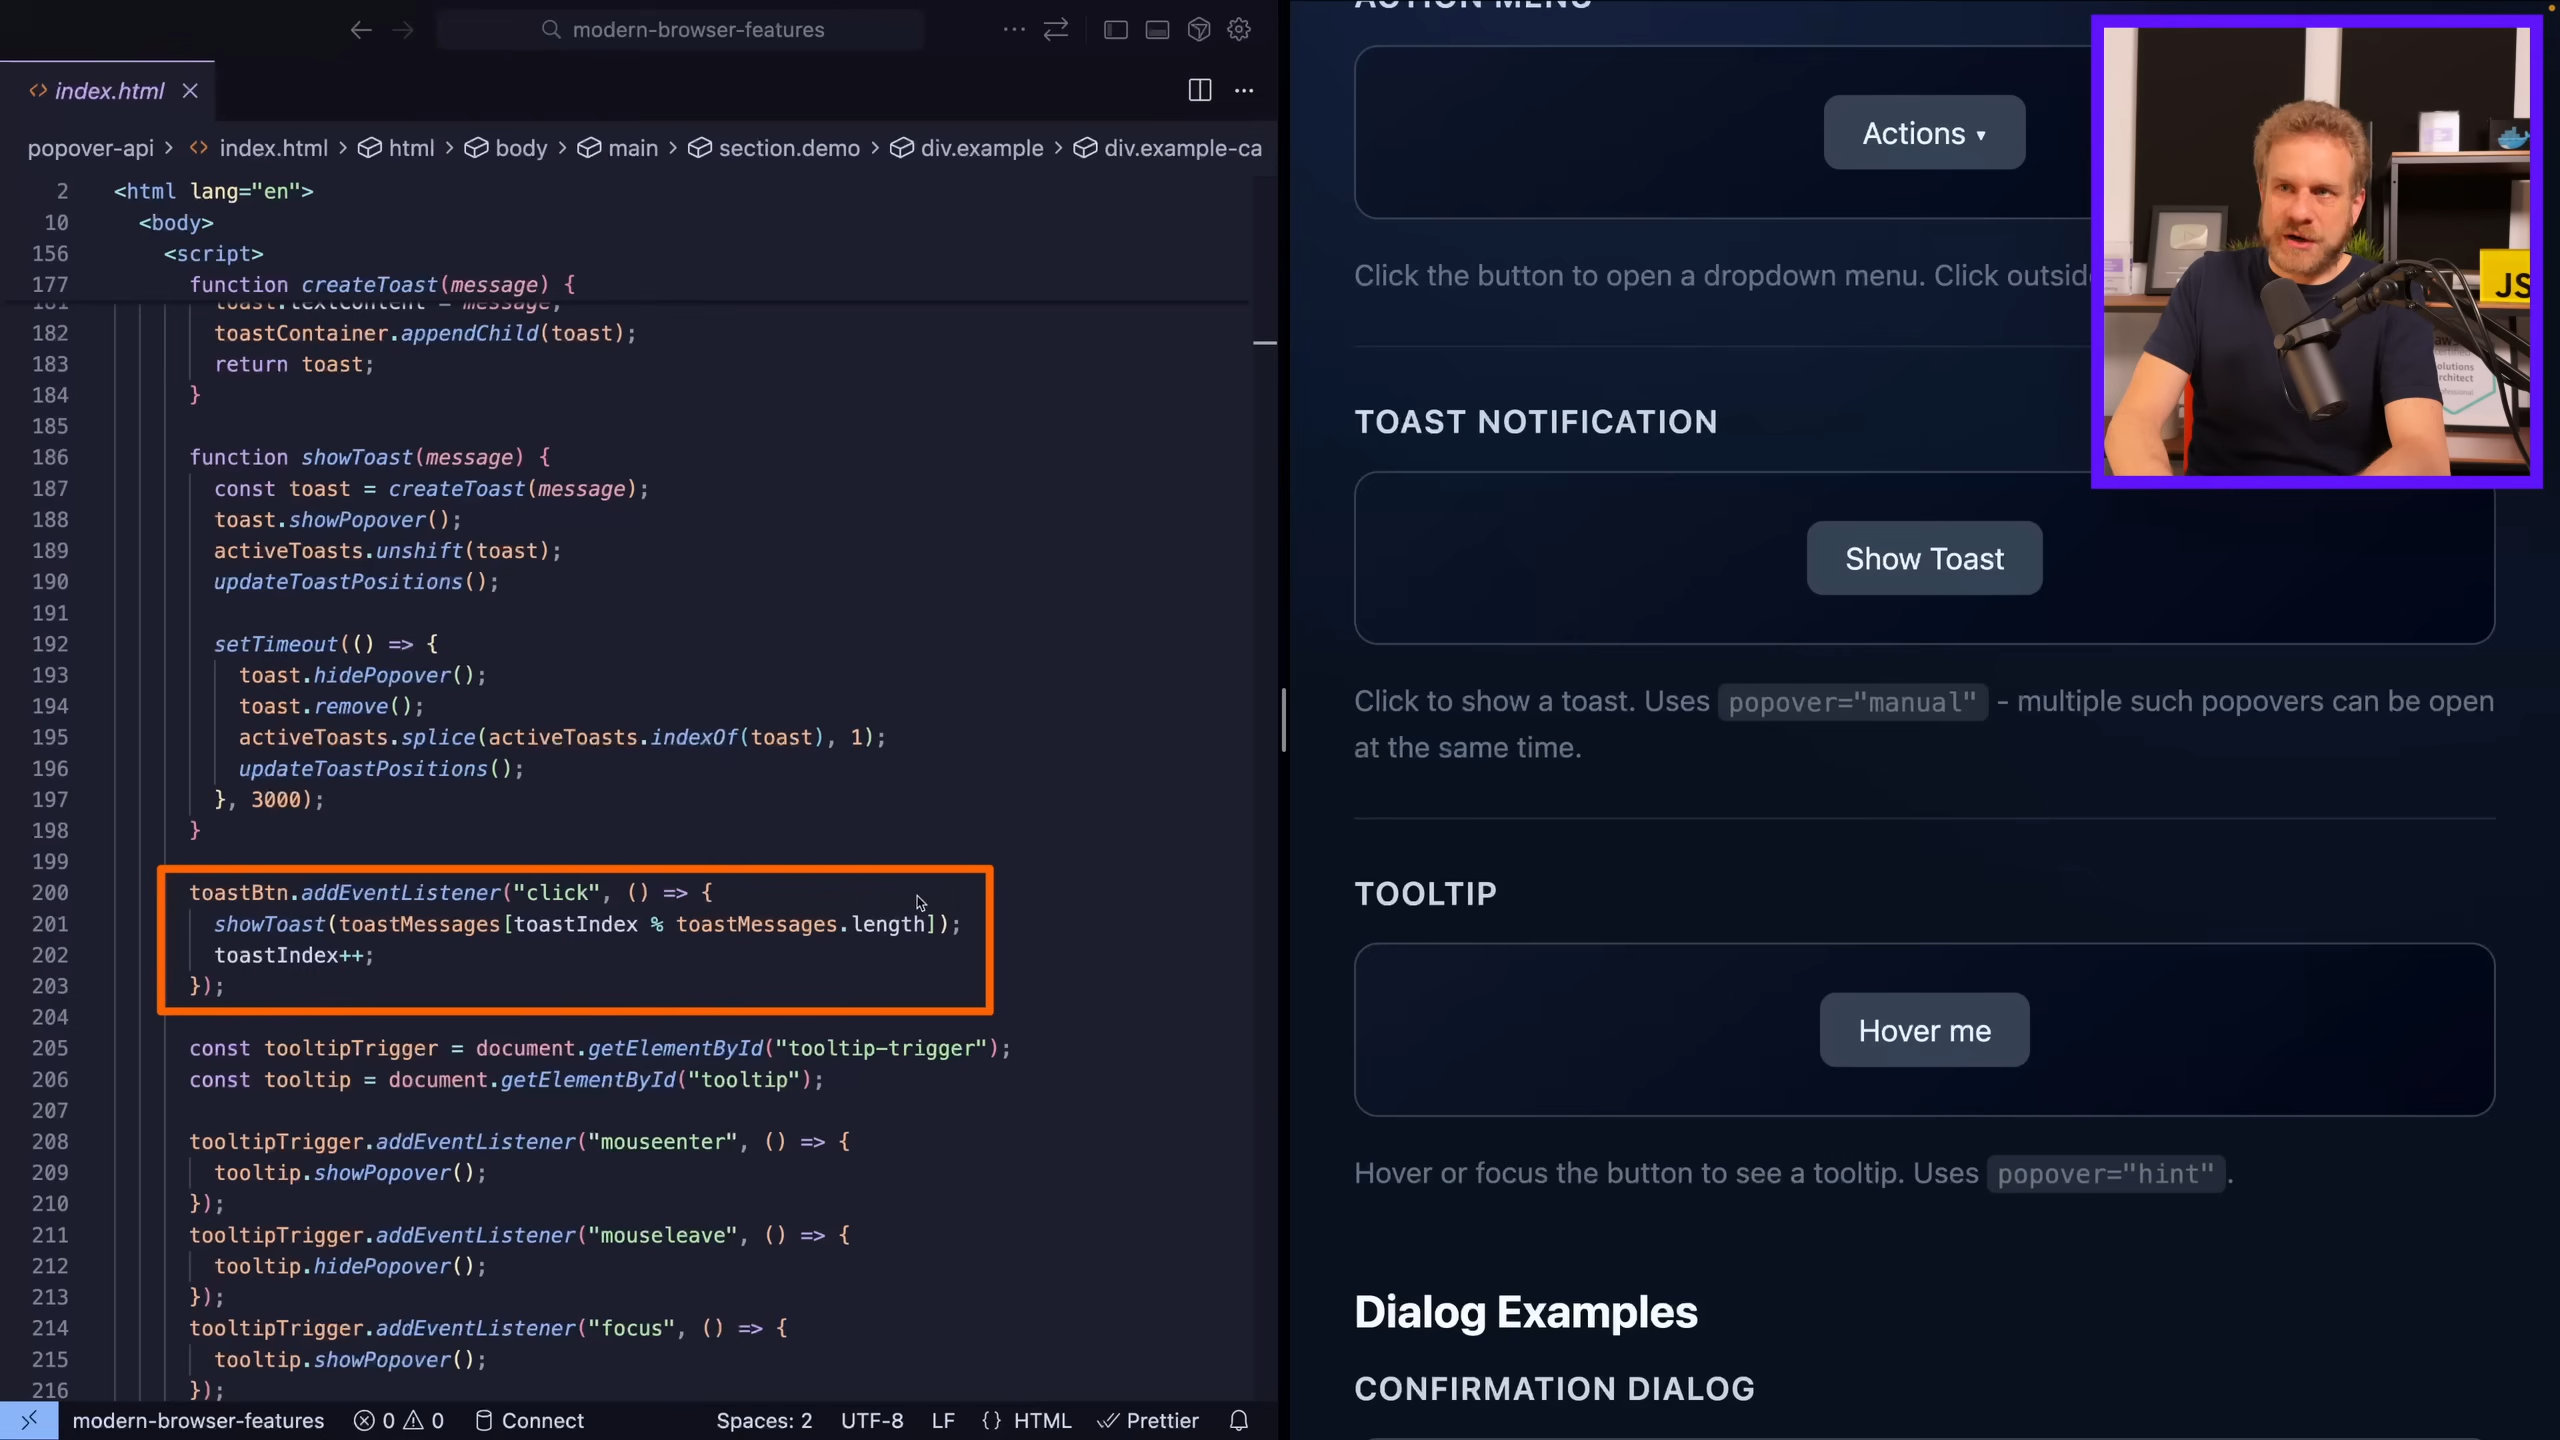 modern-browser-features
index.html
popover-api > index.html > html > body > main > section.demo > div.example > div.example-ca
2 <html lang="en">
10 <body>
156 <script>
177 function createToast(message) {
181 toast.textContent = message;
182 toastContainer.appendChild(toast);
183 return toast;
184 }
185
186 function showToast(message) {
187 const toast = createToast(message);
188 toast.showPopover();
189 activeToasts.unshift(toast);
190 updateToastPositions();
191
192 setTimeout(() => {
193 toast.hidePopover();
194 toast.remove();
195 activeToasts.splice(activeToasts.indexOf(toast), 1);
196 updateToastPositions();
197 }, 3000);
198 }
199
200 toastBtn.addEventListener("click", () => {
201 showToast(toastMessages[toastIndex % toastMessages.length]);
202 toastIndex++;
203 });
204
205 const tooltipTrigger = document.getElementById("tooltip-trigger");
206 const tooltip = document.getElementById("tooltip");
207
208 tooltipTrigger.addEventListener("mouseenter", () => {
209 tooltip.showPopover();
210 });
211 tooltipTrigger.addEventListener("mouseleave", () => {
212 tooltip.hidePopover();
213 });
214 tooltipTrigger.addEventListener("focus", () => {
215 tooltip.showPopover();
216 });
modern-browser-features 0 0 Connect Spaces: 2 UTF-8 LF {} HTML Prettier
ACTION MENU
Actions ▾
Click the button to open a dropdown menu. Click outsid
TOAST NOTIFICATION
Show Toast
Click to show a toast. Uses popover="manual" - multiple such popovers can be open
at the same time.
TOOLTIP
Hover me
Hover or focus the button to see a tooltip. Uses popover="hint".
Dialog Examples
CONFIRMATION DIALOG
JS